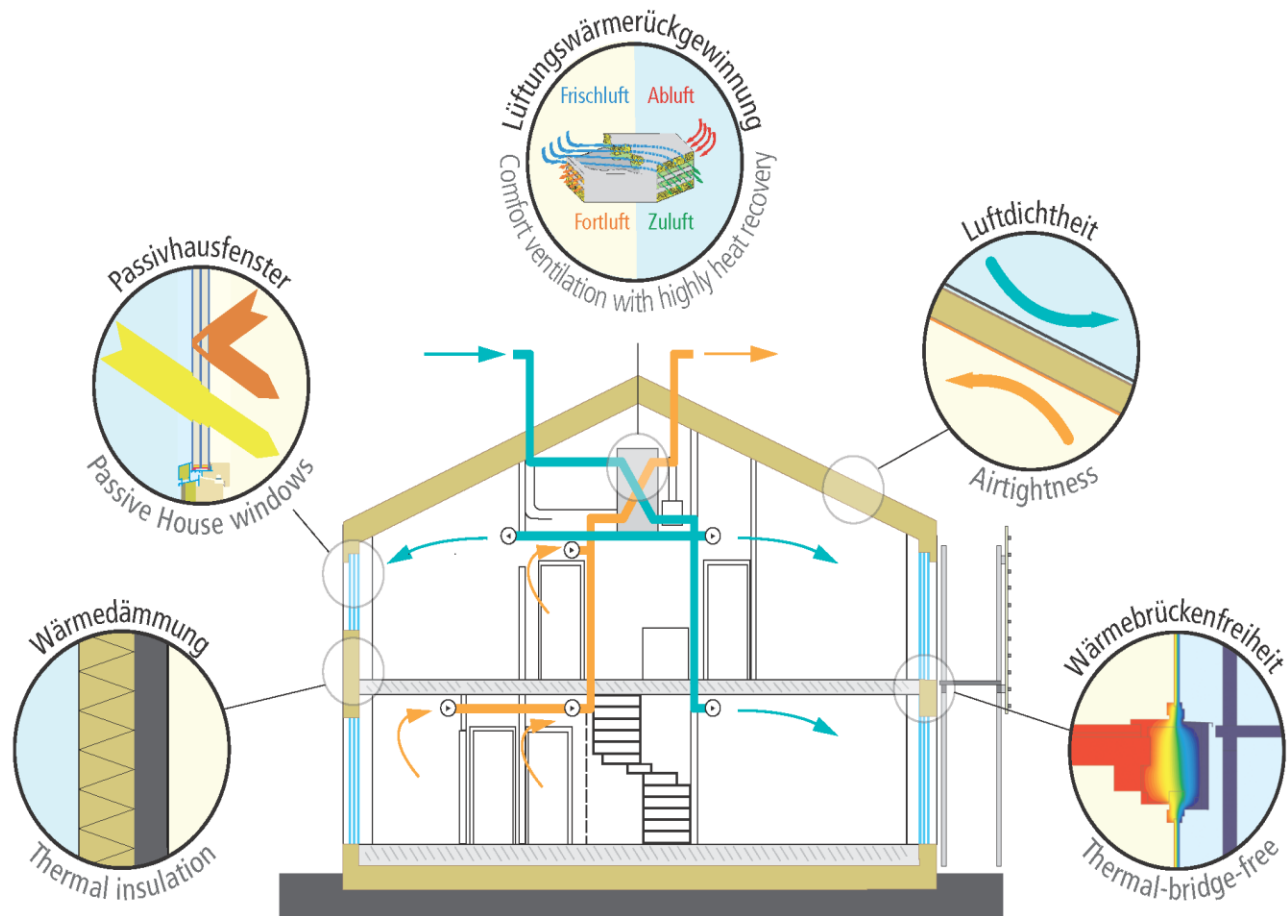 Lüftungswärmerückgewinnung
Frischluft Abluft
Fortluft Zuluft
Comfort ventilation with highly heat recovery
Passivhausfenster
Passive House windows
Luftdichtheit
Airtightness
Wärmedämmung
Thermal insulation
Wärmebrückenfreiheit
Thermal-bridge-free